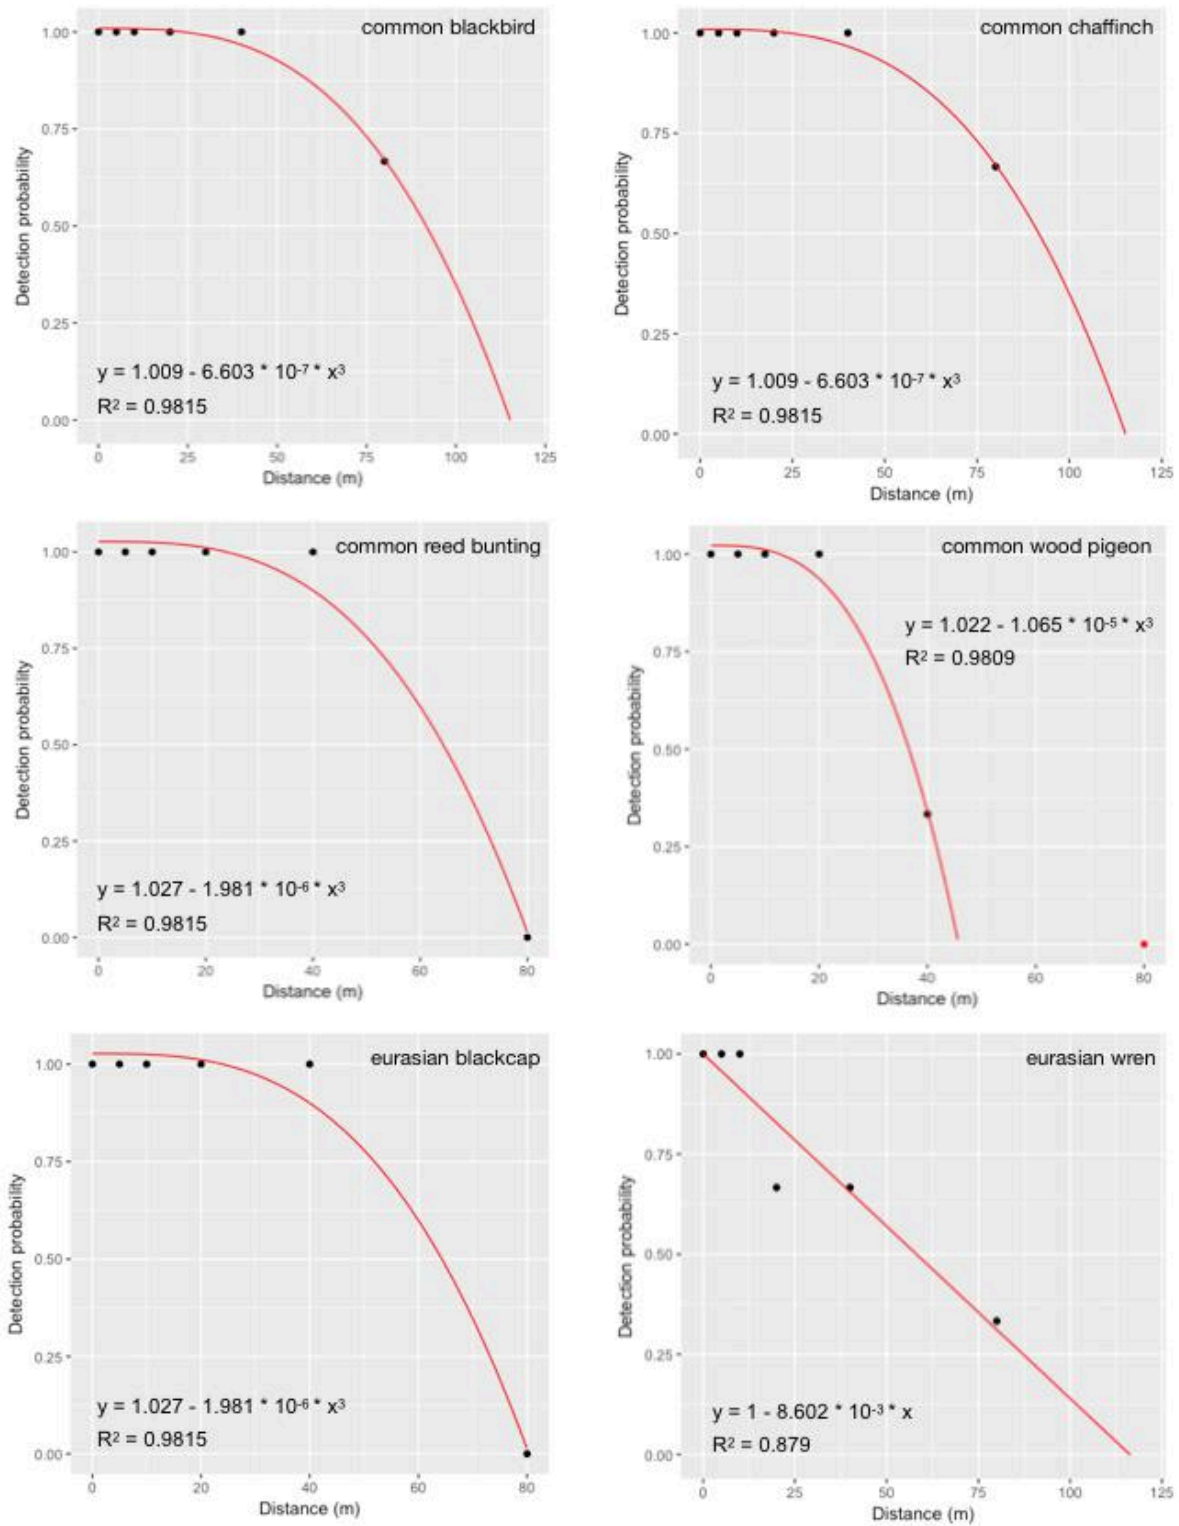 common blackbird
1.00
0.75
0.50
0.25
0.00
Detection probability
y = 1.009 - 6.603 * 10-7 * x3
R2 = 0.9815
0 25 50 75 100 125
Distance (m)
common chaffinch
1.00
0.75
0.50
0.25
0.00
Detection probability
y = 1.009 - 6.603 * 10-7 * x3
R2 = 0.9815
0 25 50 75 100 125
Distance (m)
common reed bunting
1.00
0.75
0.50
0.25
0.00
Detection probability
y = 1.027 - 1.981 * 10-6 * x3
R2 = 0.9815
0 20 40 60 80
Distance (m)
common wood pigeon
1.00
0.75
0.50
0.25
0.00
Detection probability
y = 1.022 - 1.065 * 10-5 * x3
R2 = 0.9809
0 20 40 60 80
Distance (m)
eurasian blackcap
1.00
0.75
0.50
0.25
0.00
Detection probability
y = 1.027 - 1.981 * 10-6 * x3
R2 = 0.9815
0 20 40 60 80
Distance (m)
eurasian wren
1.00
0.75
0.50
0.25
0.00
Detection probability
y = 1 - 8.602 * 10-3 * x
R2 = 0.879
0 25 50 75 100 125
Distance (m)